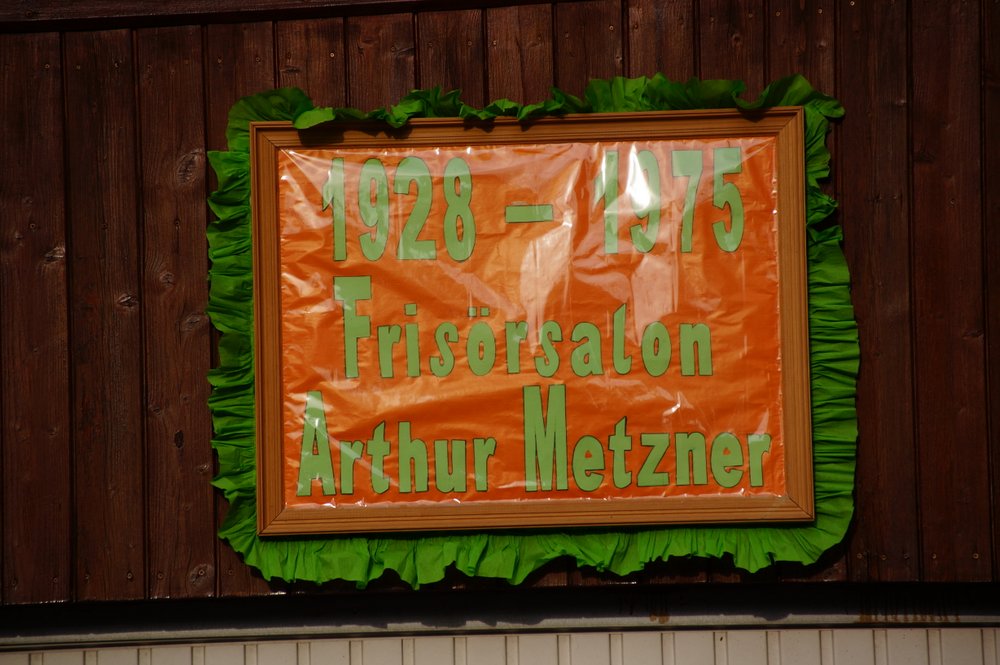 1928 – 1975
Frisörsalon
Arthur Metzner